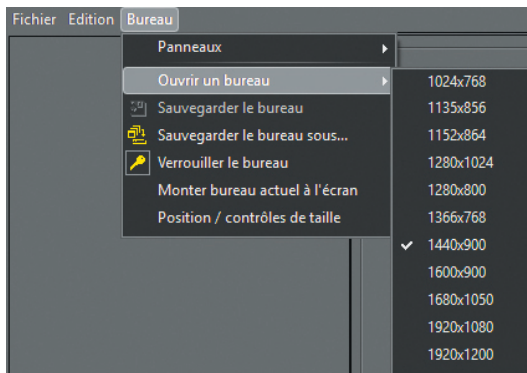 Fichier Edition Bureau
Panneaux
Ouvrir un bureau
Sauvegarder le bureau
Sauvegarder le bureau sous...
Verrouiller le bureau
Monter bureau actuel à l'écran
Position / contrôles de taille
1024x768
1135x856
1152x864
1280x1024
1280x800
1366x768
1440x900
1600x900
1680x1050
1920x1080
1920x1200